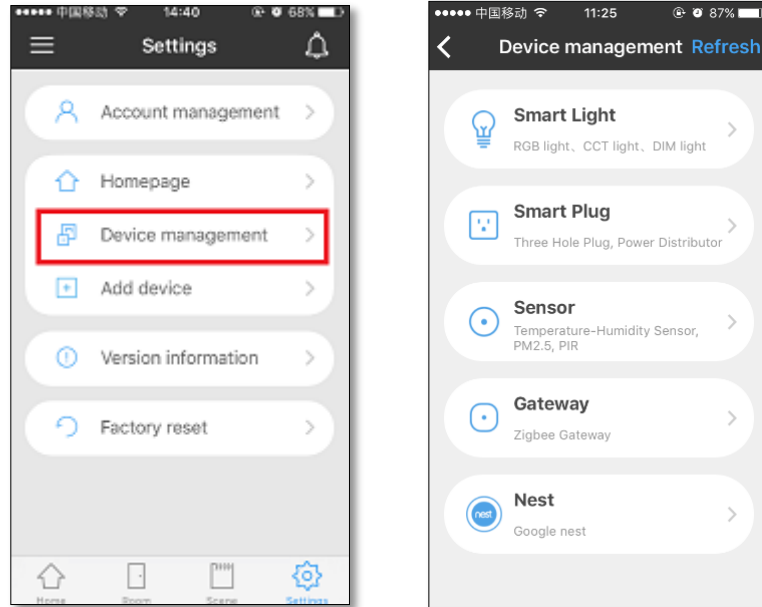 中国移动 14:40 68%
Settings
Account management
Homepage
Device management
Add device
Version information
Factory reset
Home Room Scene Settings
中国移动 11:25 87%
Device management Refresh
Smart Light
RGB light、CCT light、DIM light
Smart Plug
Three Hole Plug, Power Distributor
Sensor
Temperature-Humidity Sensor,
PM2.5, PIR
Gateway
Zigbee Gateway
nest
Nest
Google nest